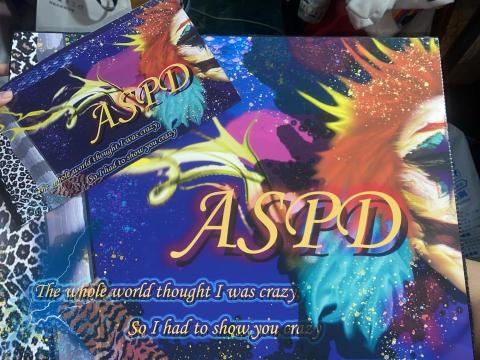 ASPD
The whole world thought I was crazy
So I had to show you crazy
ASPD
The whole world thought I was crazy
So I had to show you crazy